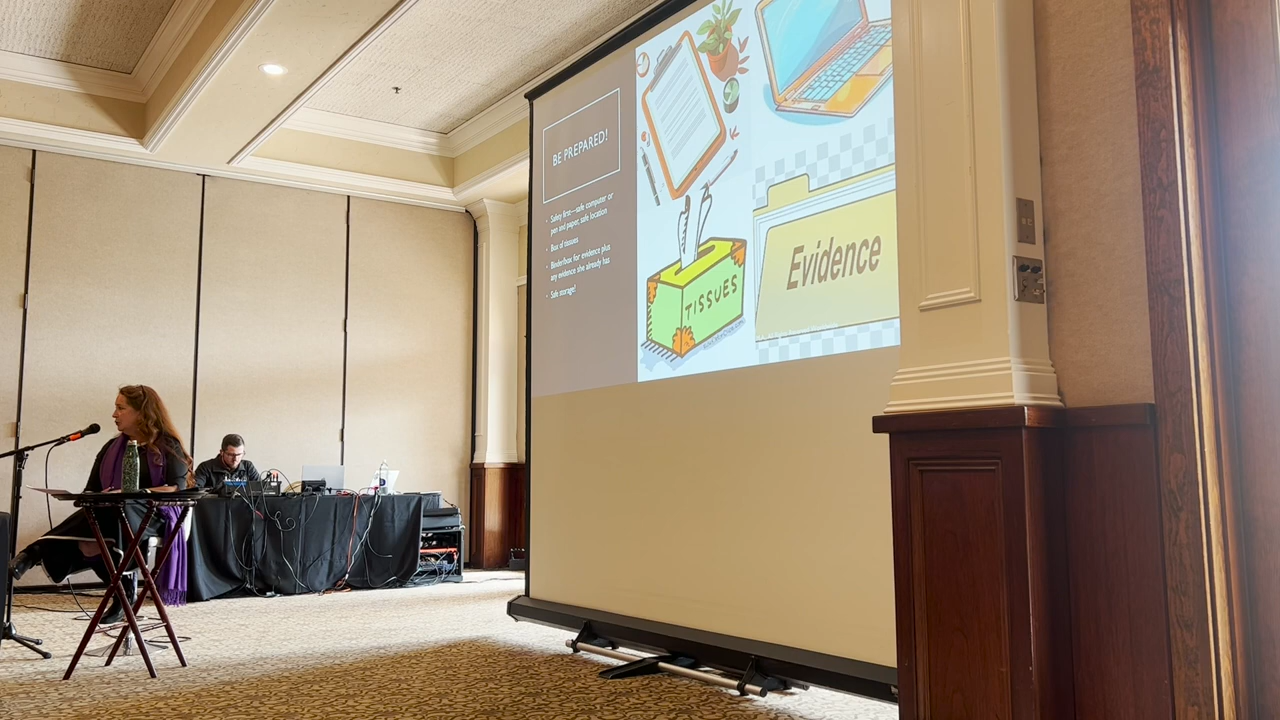 BE PREPARED!
• Safety first—safe computer or
pen and paper, safe location
• Box of tissues
• Binder/box for evidence plus
any evidence she already has
• Safe storage?
TISSUES
Evidence